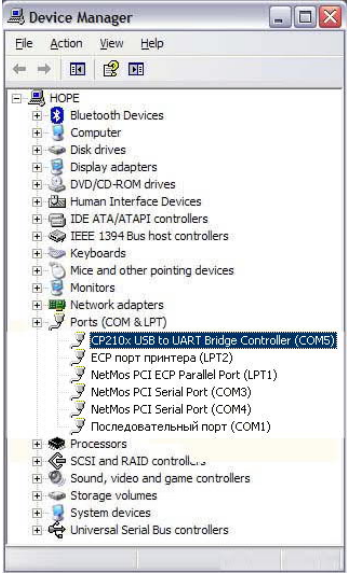 Device Manager
File Action View Help
HOPE
Bluetooth Devices
Computer
Disk drives
Display adapters
DVD/CD-ROM drives
Human Interface Devices
IDE ATA/ATAPI controllers
IEEE 1394 Bus host controllers
Keyboards
Mice and other pointing devices
Monitors
Network adapters
Ports (COM & LPT)
CP210x USB to UART Bridge Controller (COM5)
ECP порт принтера (LPT2)
NetMos PCI ECP Parallel Port (LPT1)
NetMos PCI Serial Port (COM3)
NetMos PCI Serial Port (COM4)
Последовательный порт (COM1)
Processors
SCSI and RAID
Sound, video and game controllers
Storage volumes
System devices
Universal Serial Bus controllers